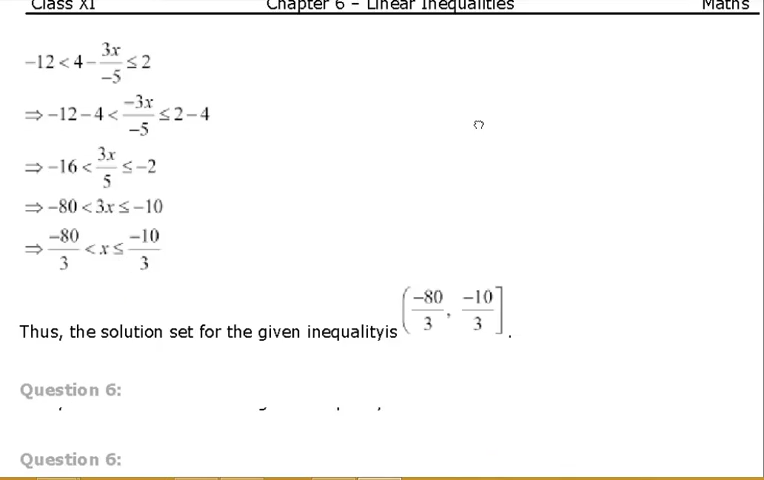 Class XI Chapter 6 – Linear Inequalities Maths
−12 < 4 − 3x/−5 ≤ 2
⇒ −12 − 4 < −3x/−5 ≤ 2 − 4
⇒ −16 < 3x/5 ≤ −2
⇒ −80 < 3x ≤ −10
⇒ −80/3 < x ≤ −10/3
Thus, the solution set for the given inequalityis (−80/3, −10/3].
Question 6:
Question 6: